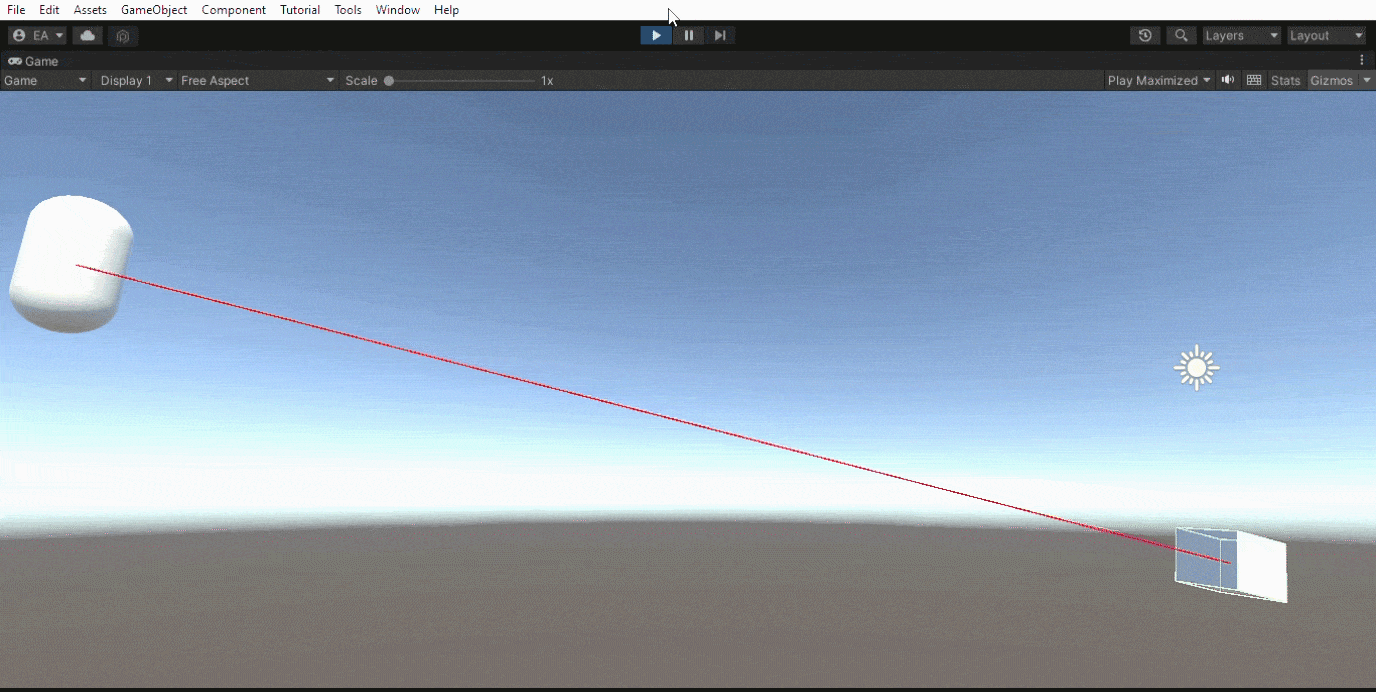 File Edit Assets GameObject Component Tutorial Tools Window Help
EA Layers Layout
Game
Game Display 1 Free Aspect Scale 1x Play Maximized Stats Gizmos